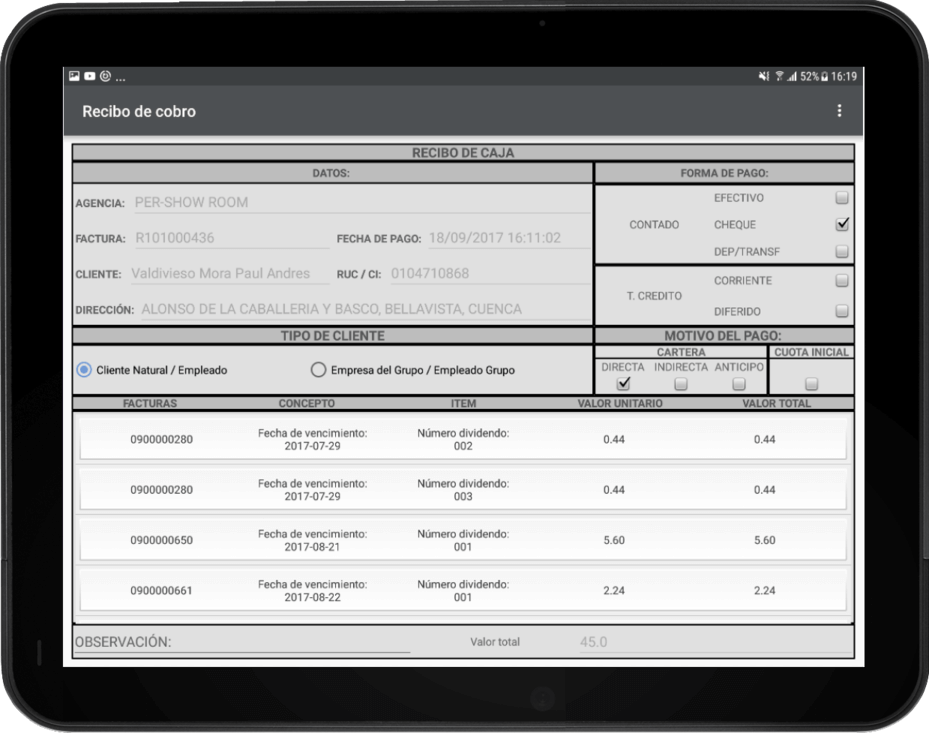 ... 52% 16:19
Recibo de cobro
RECIBO DE CAJA
DATOS:
FORMA DE PAGO:
AGENCIA: PER-SHOW ROOM
FACTURA: R101000436 FECHA DE PAGO: 18/09/2017 16:11:02
CLIENTE: Valdivieso Mora Paul Andres RUC / CI: 0104710868
DIRECCIÓN: ALONSO DE LA CABALLERIA Y BASCO, BELLAVISTA, CUENCA
CONTADO
EFECTIVO
CHEQUE
DEP/TRANSF
T. CREDITO
CORRIENTE
DIFERIDO
TIPO DE CLIENTE
Cliente Natural / Empleado Empresa del Grupo / Empleado Grupo
MOTIVO DEL PAGO:
CARTERA CUOTA INICIAL
DIRECTA INDIRECTA ANTICIPO
FACTURAS CONCEPTO ITEM VALOR UNITARIO VALOR TOTAL
0900000280 Fecha de vencimiento: 2017-07-29 Número dividendo: 002 0.44 0.44
0900000280 Fecha de vencimiento: 2017-07-29 Número dividendo: 003 0.44 0.44
0900000650 Fecha de vencimiento: 2017-08-21 Número dividendo: 001 5.60 5.60
0900000661 Fecha de vencimiento: 2017-08-22 Número dividendo: 001 2.24 2.24
OBSERVACIÓN: Valor total 45.0